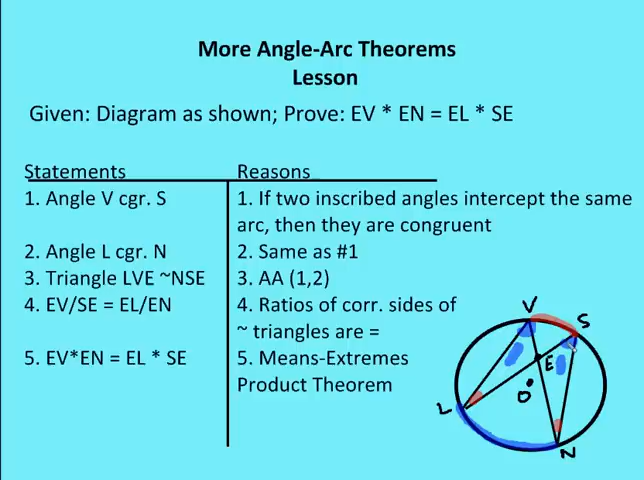 More Angle-Arc Theorems
Lesson
Given: Diagram as shown; Prove: EV * EN = EL * SE
Statements
Reasons
1. Angle V cgr. S
1. If two inscribed angles intercept the same
arc, then they are congruent
2. Angle L cgr. N
2. Same as #1
3. Triangle LVE ~NSE
3. AA (1,2)
4. EV/SE = EL/EN
4. Ratios of corr. sides of
~ triangles are =
5. EV*EN = EL * SE
5. Means-Extremes
Product Theorem
V
S
E
O
L
N